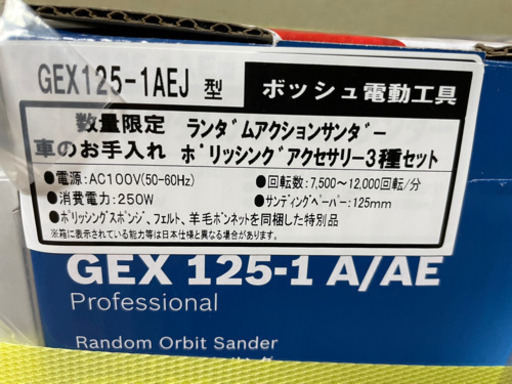 GEX125-1AEJ 型
ボッシュ電動工具
数量限定 ランダムアクションサンダー
車のお手入れ ポリッシングアクセサリー3種セット
●電源:AC100V(50-60Hz) ●回転数:7,500～12,000回転/分
●消費電力:250W ●サンディングペーパー:125mm
●ポリッシングスポンジ、フェルト、羊毛ボンネットを同梱した特別品
※箱に表示されている能力等は日本仕様と異なる場合があります。
GEX 125-1 A/AE
Professional
Random Orbit Sander